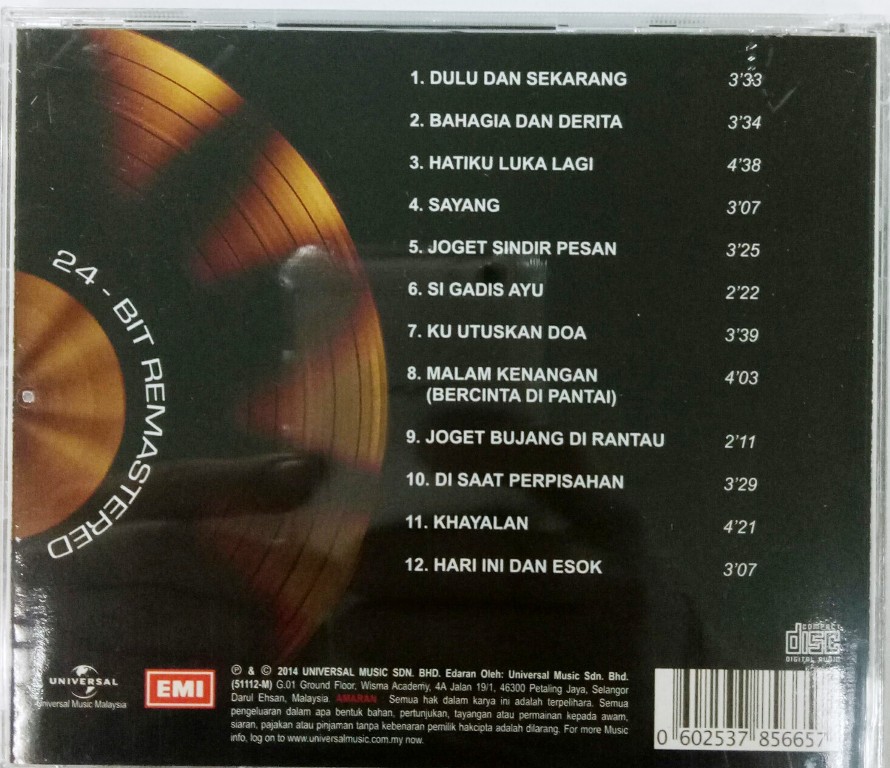 1. DULU DAN SEKARANG 3'33
2. BAHAGIA DAN DERITA 3'34
3. HATIKU LUKA LAGI 4'38
4. SAYANG 3'07
5. JOGET SINDIR PESAN 3'25
6. SI GADIS AYU 2'22
7. KU UTUSKAN DOA 3'39
8. MALAM KENANGAN 4'03
(BERCINTA DI PANTAI)
9. JOGET BUJANG DI RANTAU 2'11
10. DI SAAT PERPISAHAN 3'29
11. KHAYALAN 4'21
12. HARI INI DAN ESOK 3'07
24 - BIT REMASTERED
COMPACT
disc
DIGITAL AUDIO
UNIVERSAL
Universal Music Malaysia
EMI
℗ & © 2014 UNIVERSAL MUSIC SDN. BHD. Edaran Oleh: Universal Music Sdn. Bhd.
(51112-M) G.01 Ground Floor, Wisma Academy, 4A Jalan 19/1, 46300 Petaling Jaya, Selangor
Darul Ehsan, Malaysia AMARAN Semua hak dalam karya ini adalah terpelihara. Semua
pengeluaran dalam apa bentuk bahan, pertunjukan, tayangan atau permainan kepada awam,
siaran, pajakan atau pinjaman tanpa kebenaran pemilik hakcipta adalah dilarang. For more Music
info, log on to www.universalmusic.com.my now.
0 602537 856657